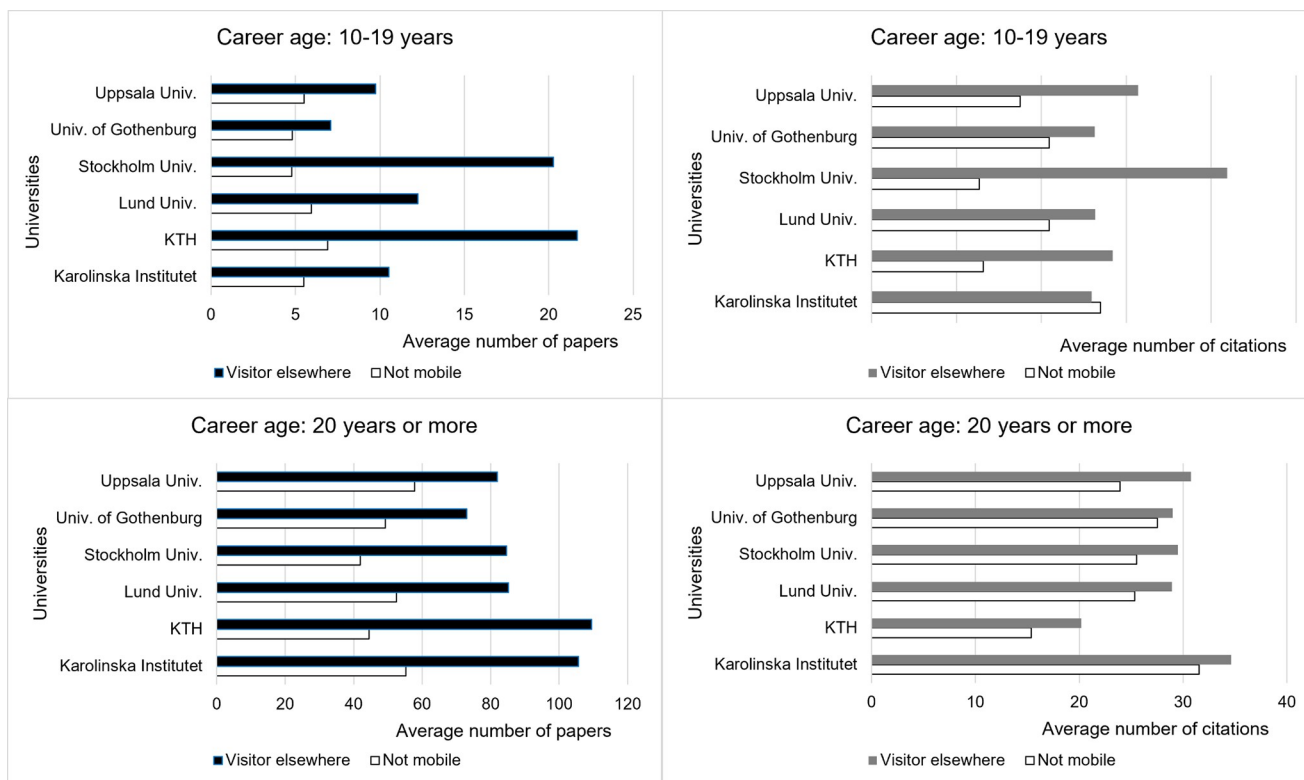 Career age: 10-19 years
Universities
Uppsala Univ.
Univ. of Gothenburg
Stockholm Univ.
Lund Univ.
KTH
Karolinska Institutet
0 5 10 15 20 25
Average number of papers
Visitor elsewhere Not mobile
Career age: 10-19 years
Universities
Uppsala Univ.
Univ. of Gothenburg
Stockholm Univ.
Lund Univ.
KTH
Karolinska Institutet
Average number of citations
Visitor elsewhere Not mobile
Career age: 20 years or more
Universities
Uppsala Univ.
Univ. of Gothenburg
Stockholm Univ.
Lund Univ.
KTH
Karolinska Institutet
0 20 40 60 80 100 120
Average number of papers
Visitor elsewhere Not mobile
Career age: 20 years or more
Universities
Uppsala Univ.
Univ. of Gothenburg
Stockholm Univ.
Lund Univ.
KTH
Karolinska Institutet
0 10 20 30 40
Average number of citations
Visitor elsewhere Not mobile